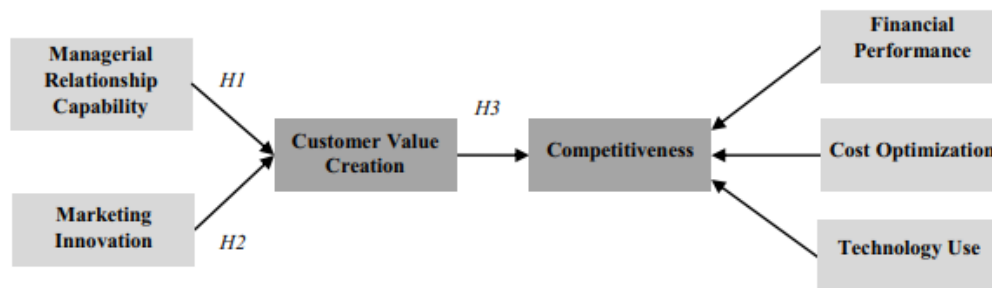 Managerial
Relationship
Capability
H1
Marketing
Innovation
H2
Customer Value
Creation
H3
Competitiveness
Financial
Performance
Cost Optimization
Technology Use